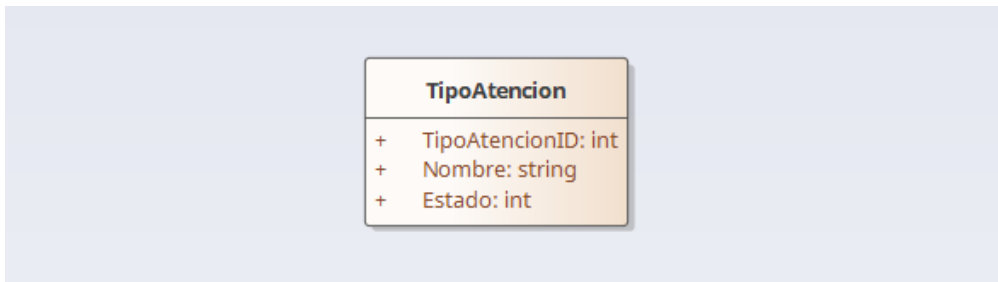 TipoAtencion
+ TipoAtencionID: int
+ Nombre: string
+ Estado: int